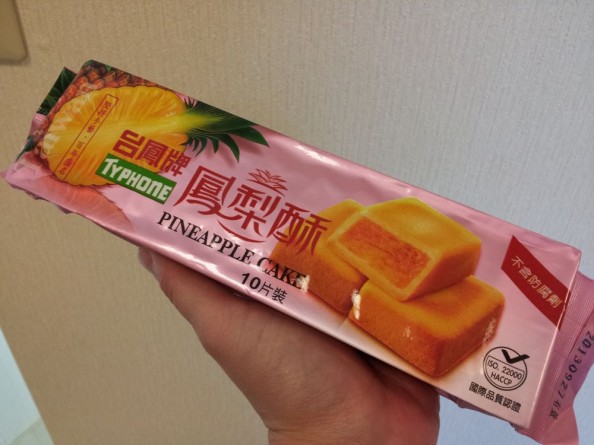 台鳳牌
TYPHONE
鳳梨酥
PINEAPPLE CAKE
10片裝
不含防腐劑
ISO. 22000
HACCP
國際品質認證
20130927